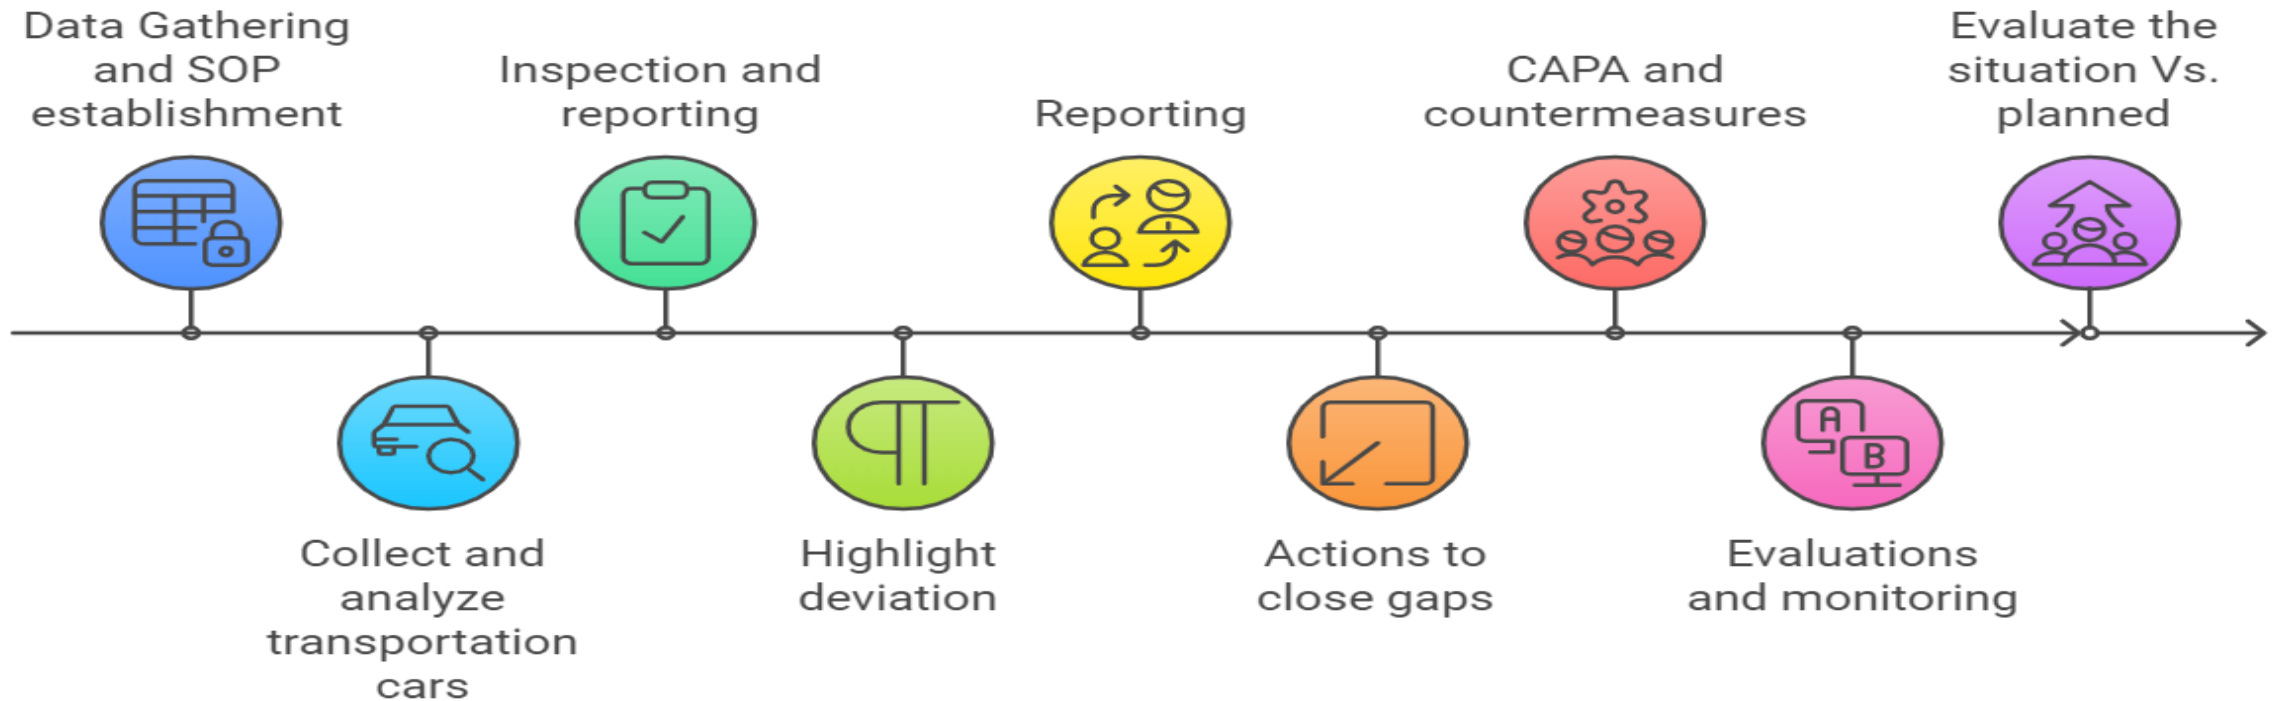 Data Gathering
and SOP
establishment
Collect and
analyze
transportation
cars
Inspection and
reporting
Highlight
deviation
Reporting
Actions to
close gaps
CAPA and
countermeasures
A
B
Evaluations
and monitoring
Evaluate the
situation Vs.
planned